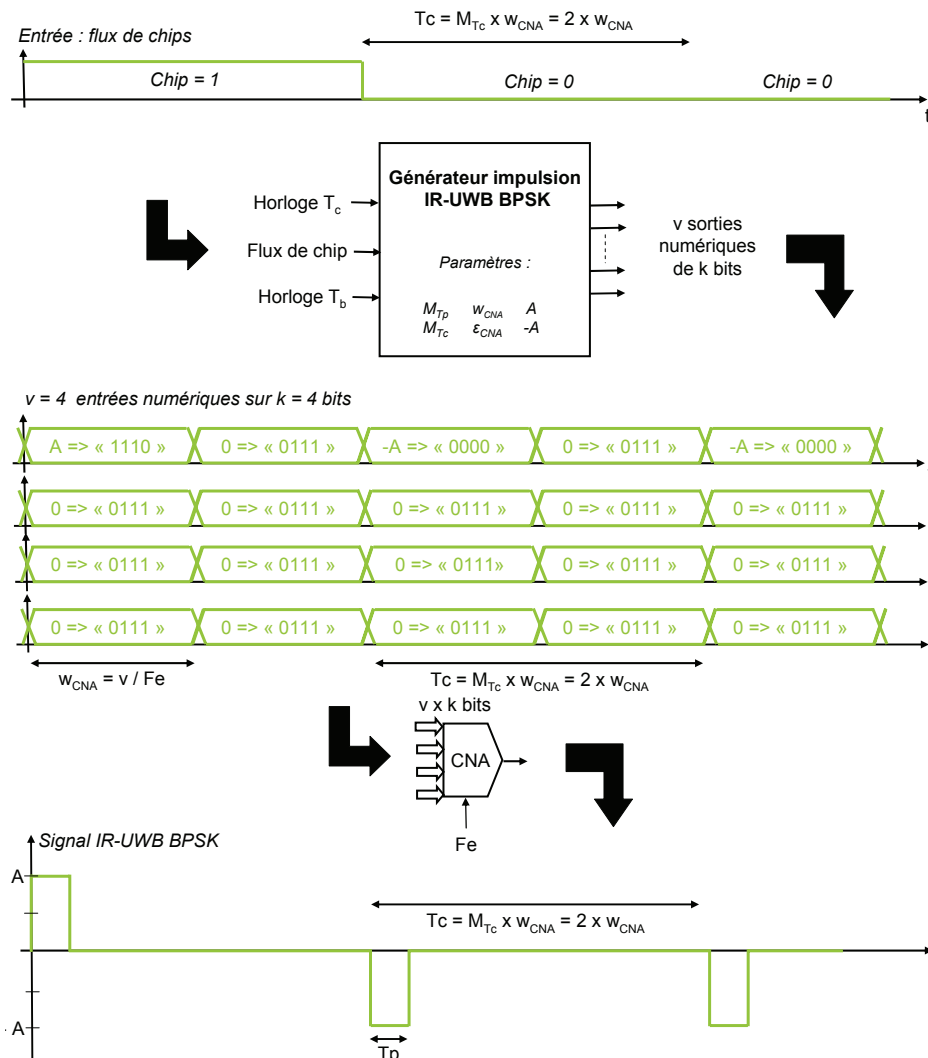 Tc = M_Tc x w_CNA = 2 x w_CNA
Entrée : flux de chips
Chip = 1
Chip = 0
Chip = 0
t
Générateur impulsion
IR-UWB BPSK
Horloge T_c
Flux de chip
Horloge T_b
Paramètres :
M_Tp w_CNA A
M_Tc ε_CNA -A
v sorties
numériques
de k bits
v = 4 entrées numériques sur k = 4 bits
A => « 1110 »
0 => « 0111 »
-A => « 0000 »
0 => « 0111 »
-A => « 0000 »
0 => « 0111 »
0 => « 0111 »
0 => « 0111 »
0 => « 0111 »
0 => « 0111 »
0 => « 0111 »
0 => « 0111 »
0 => « 0111»
0 => « 0111 »
0 => « 0111 »
0 => « 0111 »
0 => « 0111 »
0 => « 0111 »
0 => « 0111 »
0 => « 0111 »
w_CNA = v / Fe
Tc = M_Tc x w_CNA = 2 x w_CNA
v x k bits
CNA
Fe
Signal IR-UWB BPSK
A
Tc = M_Tc x w_CNA = 2 x w_CNA
- A
Tp